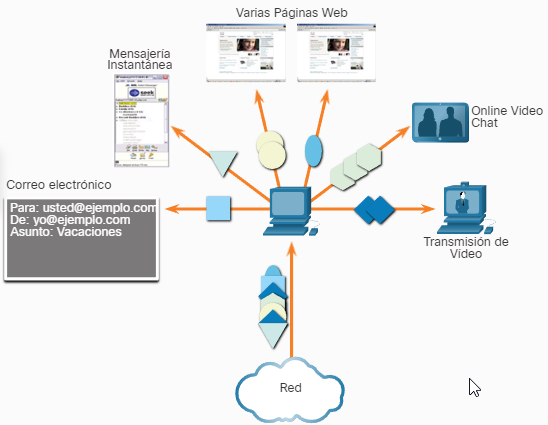 Varias Páginas Web
Mensajería
Instantánea
Online Video
Chat
Correo electrónico
Para: usted@ejemplo.com
De: yo@ejemplo.com
Asunto: Vacaciones
Transmisión de
Video
Red